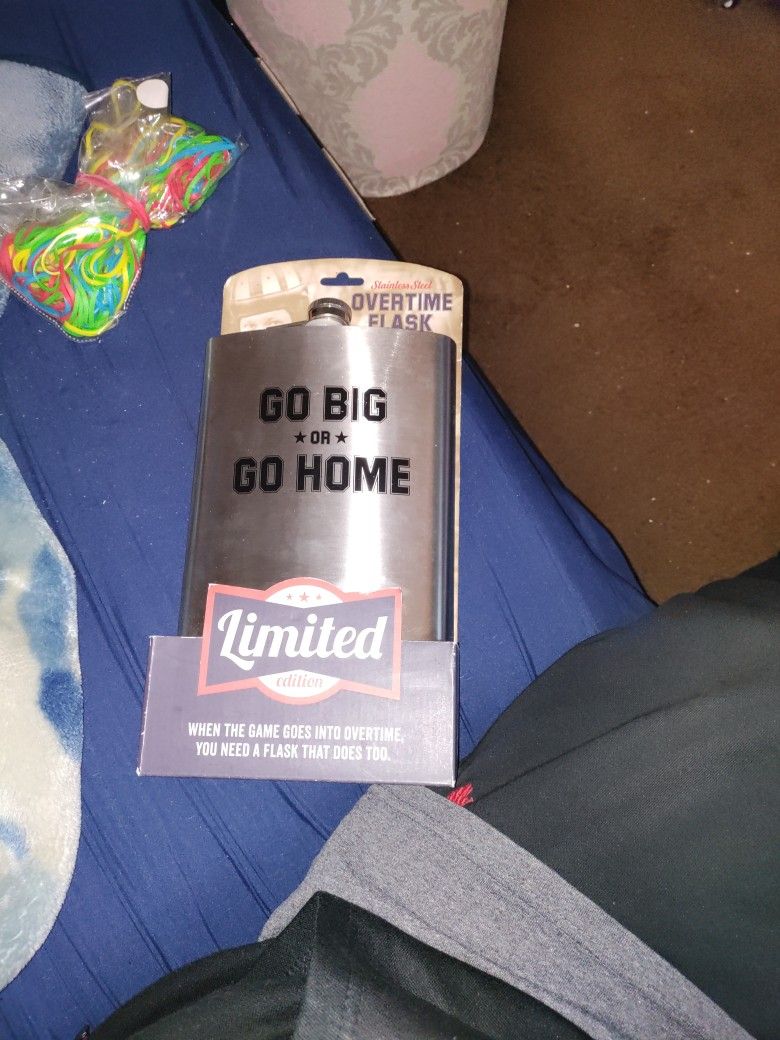 Stainless Steel
OVERTIME
FLASK
GO BIG
★ OR ★
GO HOME
Limited
edition
WHEN THE GAME GOES INTO OVERTIME,
YOU NEED A FLASK THAT DOES TOO.